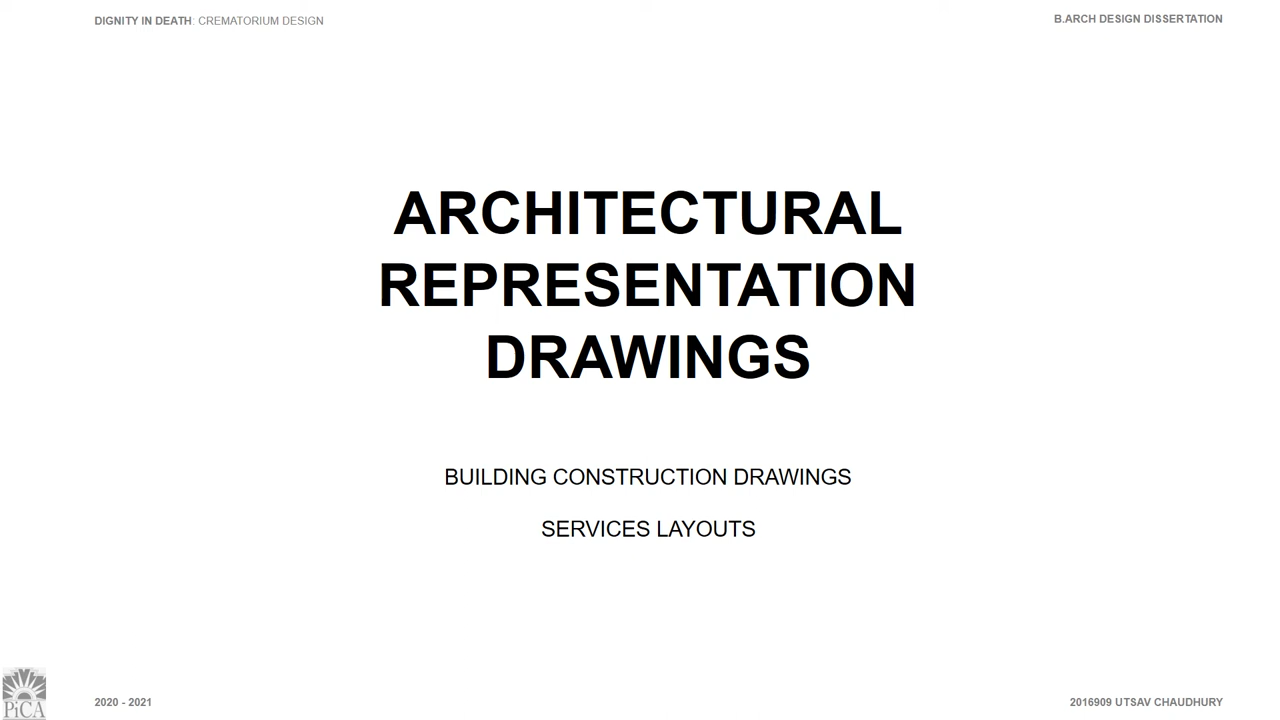 DIGNITY IN DEATH: CREMATORIUM DESIGN
B.ARCH DESIGN DISSERTATION
ARCHITECTURAL
REPRESENTATION
DRAWINGS
BUILDING CONSTRUCTION DRAWINGS
SERVICES LAYOUTS
PiCA
2020 - 2021
2016909 UTSAV CHAUDHURY